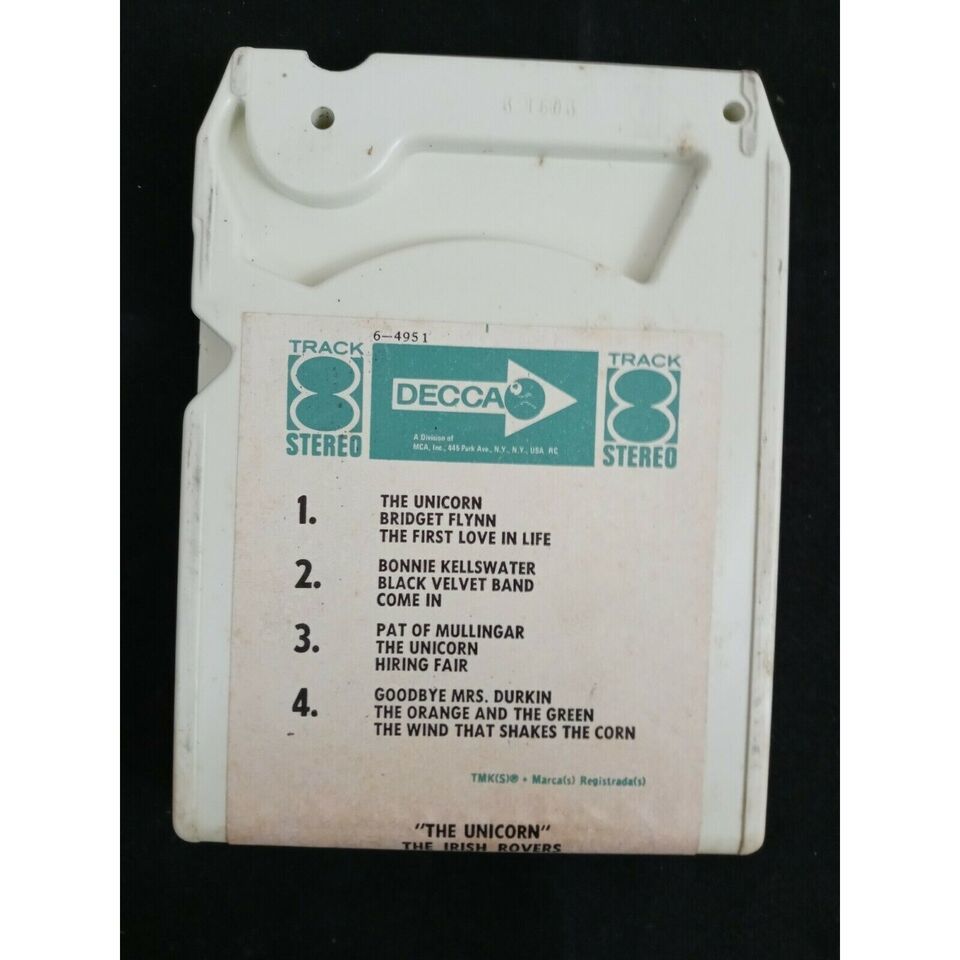 6-4951
TRACK
8
STEREO
DECCA
A Division of
MCA, Inc., 445 Park Ave., N.Y., N.Y., USA RC
TRACK
8
STEREO
1. THE UNICORN
BRIDGET FLYNN
THE FIRST LOVE IN LIFE
2. BONNIE KELLSWATER
BLACK VELVET BAND
COME IN
3. PAT OF MULLINGAR
THE UNICORN
HIRING FAIR
4. GOODBYE MRS. DURKIN
THE ORANGE AND THE GREEN
THE WIND THAT SHAKES THE CORN
TMK(S)® • Marca(s) Registrada(s)
"THE UNICORN"
THE IRISH ROVERS